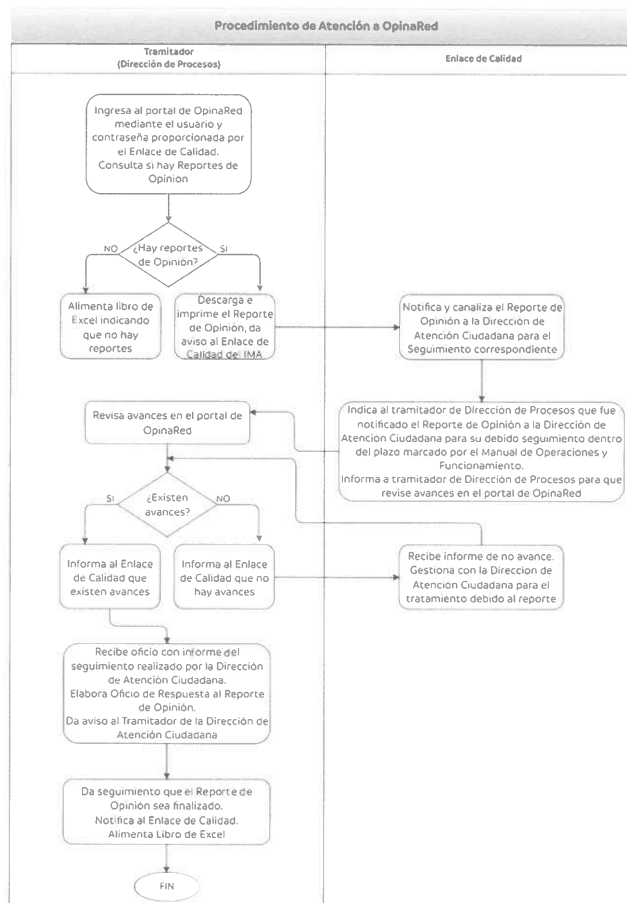 Procedimiento de Atención a OpinaRed
Tramitador
(Dirección de Procesos)
Enlace de Calidad
Ingresa al portal de OpinaRed
mediante el usuario y
contraseña proporcionada por
el Enlace de Calidad.
Consulta si hay Reportes de
Opinión
NO
¿Hay reportes
de Opinión?
SI
Alimenta libro de
Excel indicando
que no hay
reportes
Descarga e
imprime el Reporte
de Opinión, da
aviso al Enlace de
Calidad del IMA
Notifica y canaliza el Reporte de
Opinión a la Dirección de
Atención Ciudadana para el
Seguimiento correspondiente
Indica al tramitador de Dirección de Procesos que fue
notificado el Reporte de Opinión a la Dirección de
Atención Ciudadana para su debido seguimiento dentro
del plazo marcado por el Manual de Operaciones y
Funcionamiento.
Informa a tramitador de Dirección de Procesos para que
revise avances en el portal de OpinaRed
Revisa avances en el portal de
OpinaRed
SI
¿Existen
avances?
NO
Informa al Enlace
de Calidad que
existen avances
Informa al Enlace
de Calidad que no
hay avances
Recibe informe de no avance.
Gestiona con la Direccion de
Atención Ciudadana para el
tratamiento debido al reporte
Recibe oficio con informe del
seguimiento realizado por la Dirección
de Atención Ciudadana.
Elabora Oficio de Respuesta al Reporte
de Opinión.
Da aviso al Tramitador de la Dirección de
Atención Ciudadana
Da seguimiento que el Reporte de
Opinión sea finalizado.
Notifica al Enlace de Calidad.
Alimenta Libro de Excel
FIN